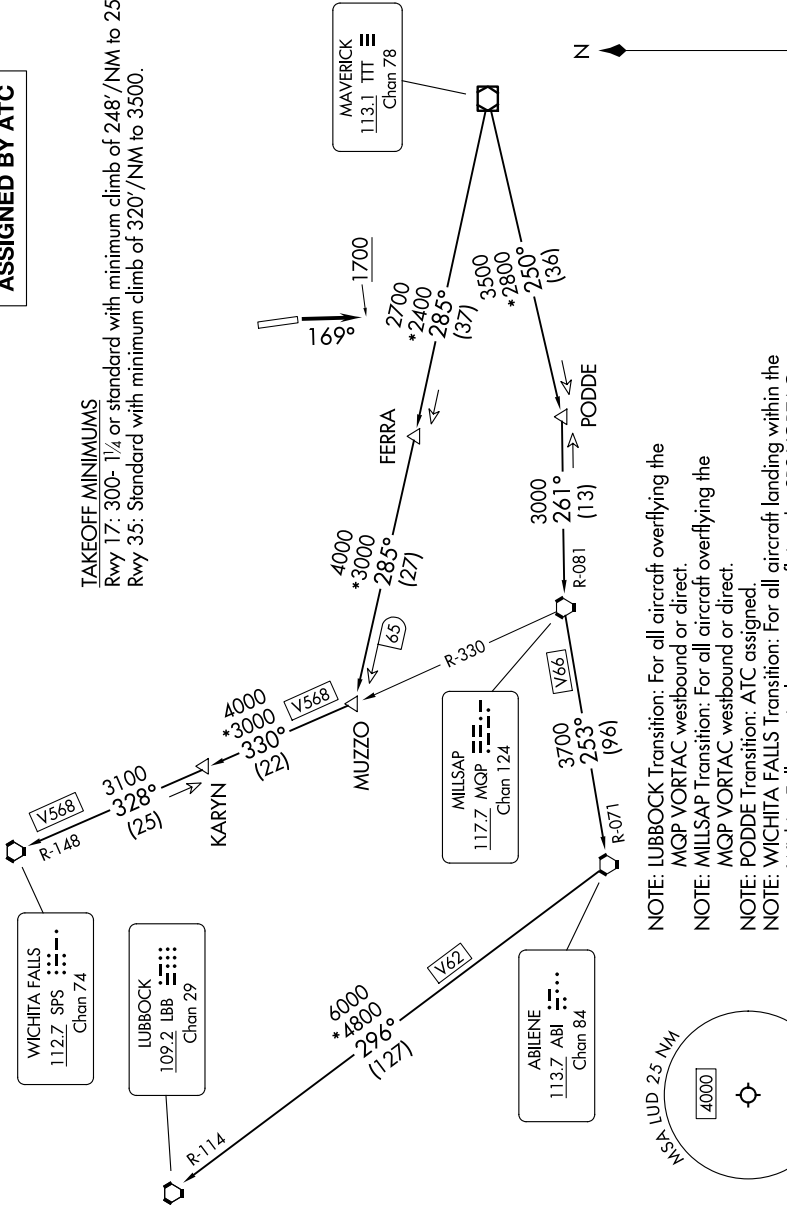 ASSIGNED BY ATC
TAKEOFF MINIMUMS
Rwy 17: 300- 1¼ or standard with minimum climb of 248'/NM to 25
Rwy 35: Standard with minimum climb of 320'/NM to 3500.
MAVERICK
113.1 TTT
Chan 78
N
1700
169°
2700
*2400
285°
(37)
3500
*2800
250°
(36)
FERRA
PODDE
4000
*3000
285°
(27)
3000
261°
(13)
R-081
65
R-330
V568
4000
*3000
330°
(22)
MUZZO
KARYN
V568
3100
328°
(25)
R-148
WICHITA FALLS
112.7 SPS
Chan 74
LUBBOCK
109.2 LBB
Chan 29
MILLSAP
117.7 MQP
Chan 124
V66
3700
253°
(96)
R-071
V62
6000
*4800
296°
(127)
R-114
ABILENE
113.7 ABI
Chan 84
NOTE: LUBBOCK Transition: For all aircraft overflying the
MQP VORTAC westbound or direct.
NOTE: MILLSAP Transition: For all aircraft overflying the
MQP VORTAC westbound or direct.
NOTE: PODDE Transition: ATC assigned.
NOTE: WICHITA FALLS Transition: For all aircraft landing within the
MSA LUD 25 NM
4000